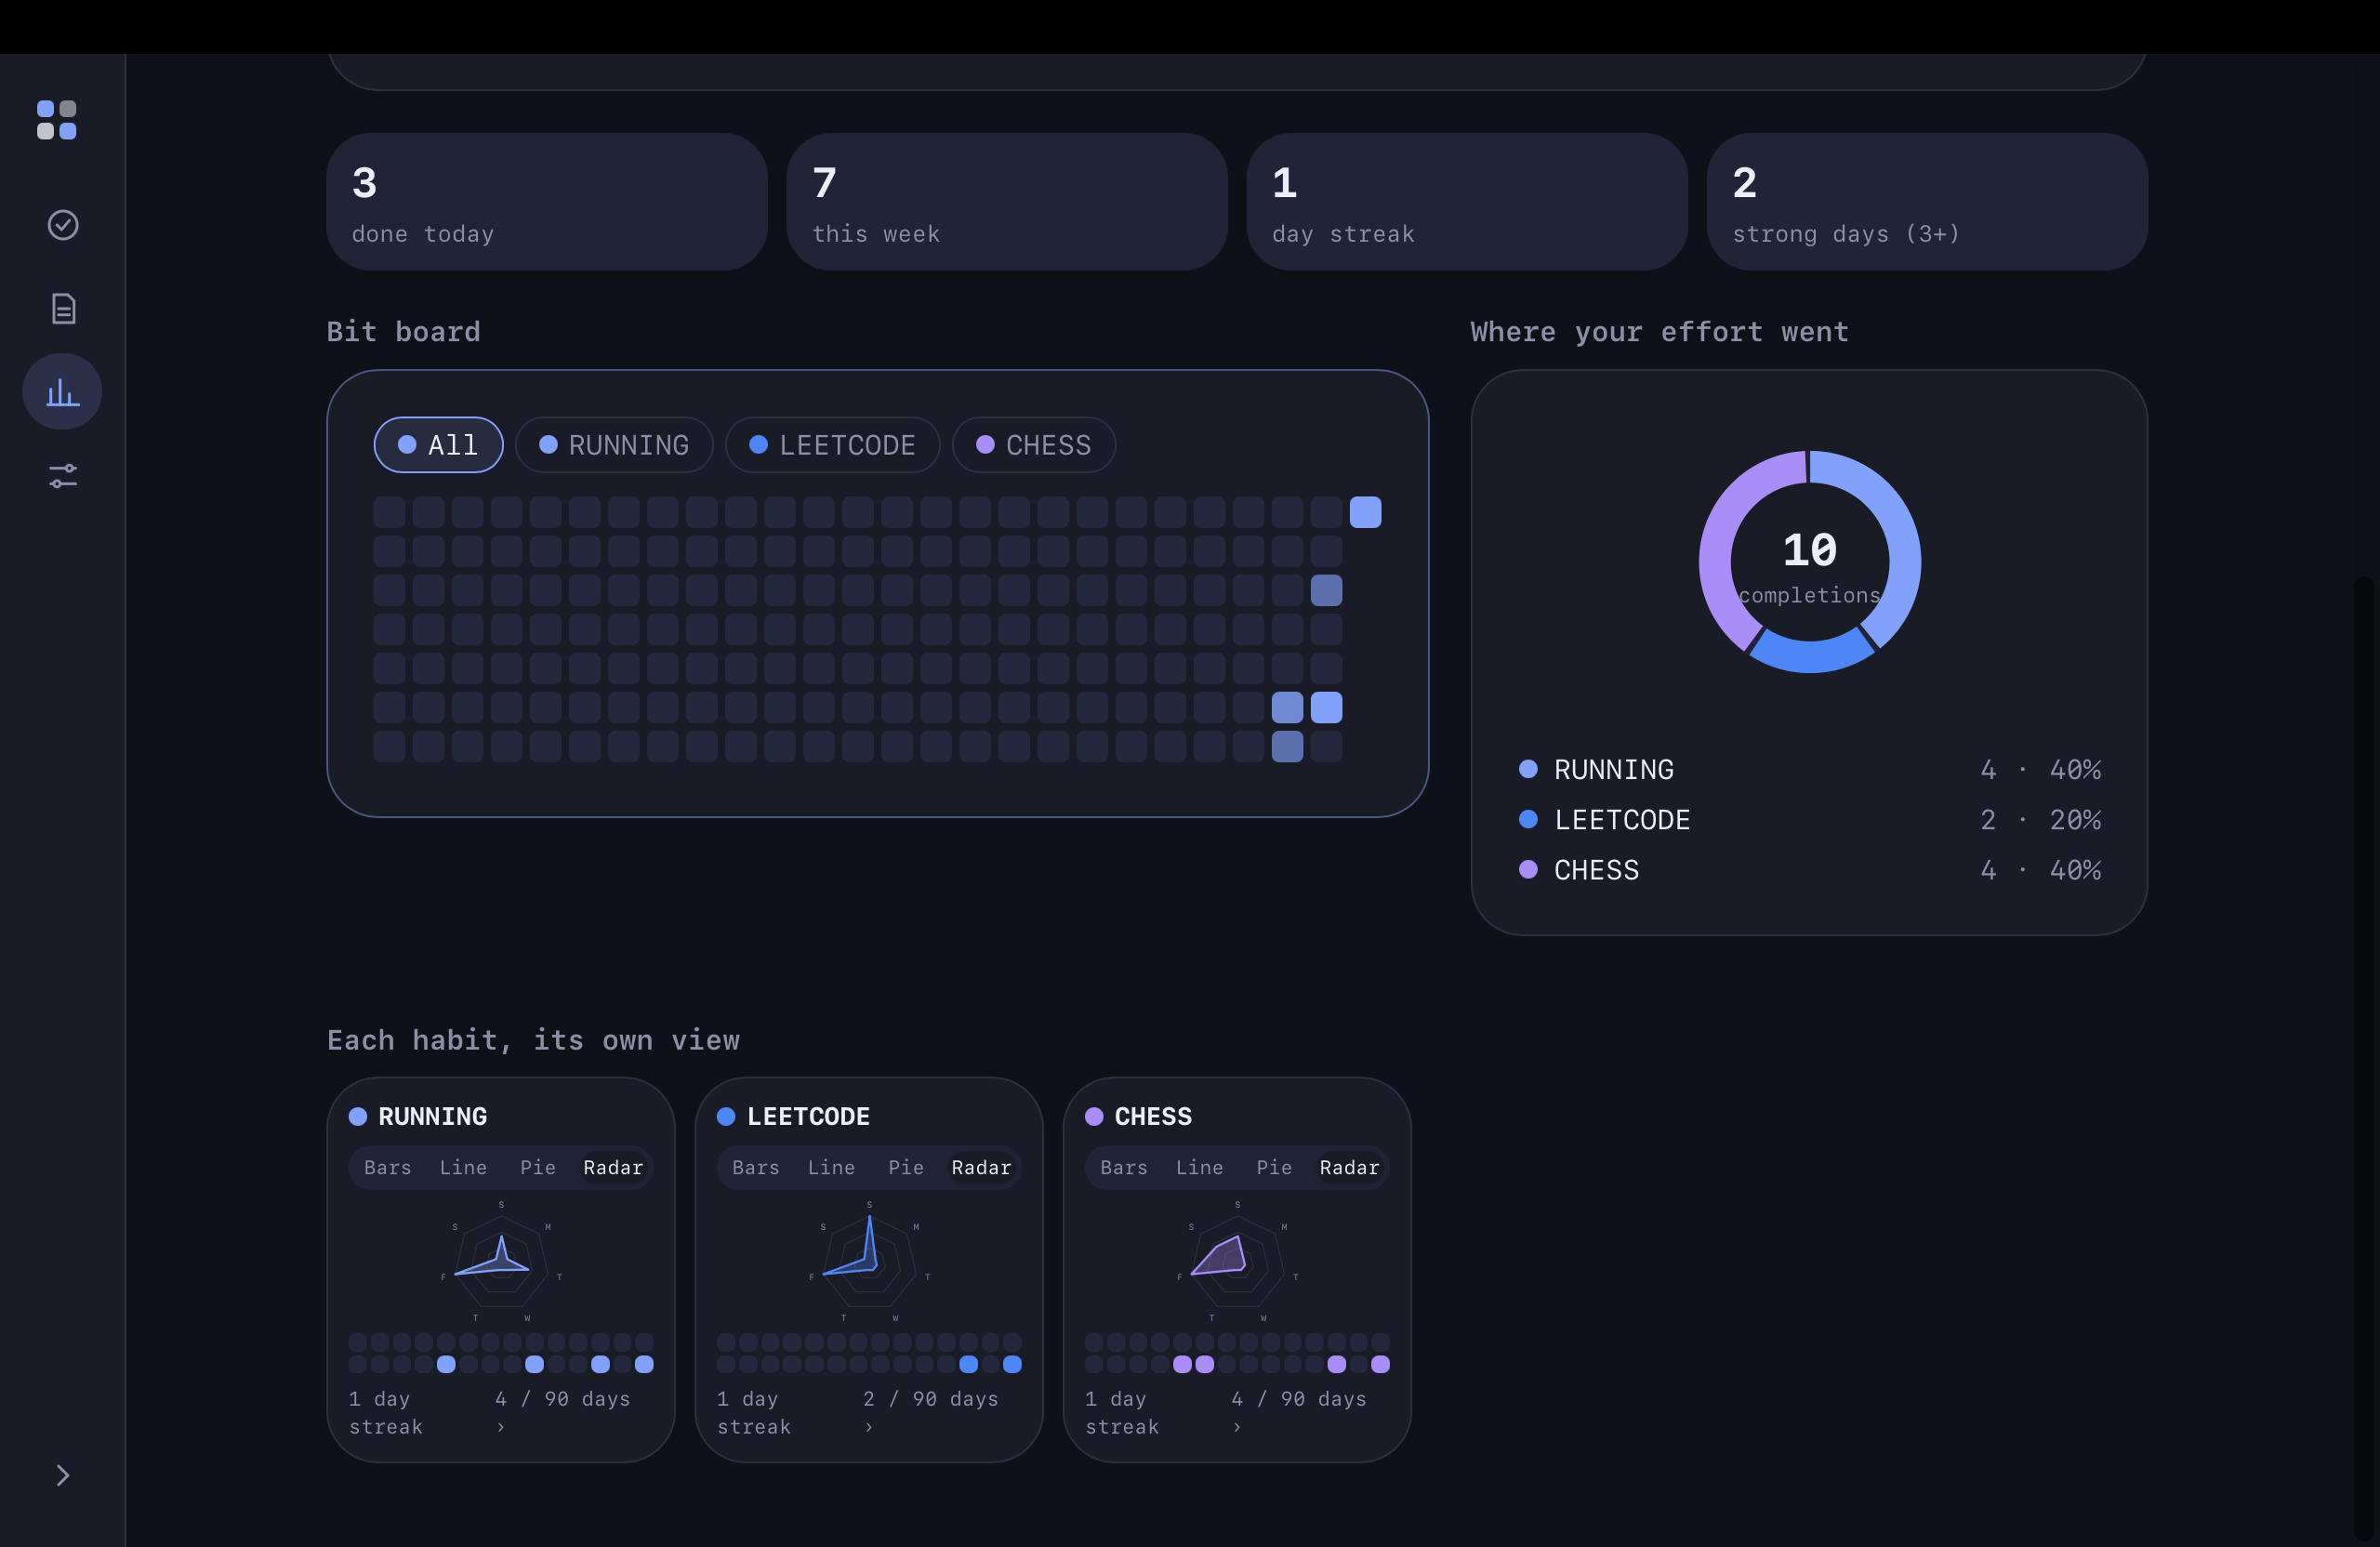 3
done today
7
this week
1
day streak
2
strong days (3+)
Bit board
Where your effort went
All
RUNNING
LEETCODE
CHESS
10
completions
RUNNING
4 · 40%
LEETCODE
2 · 20%
CHESS
4 · 40%
Each habit, its own view
RUNNING
Bars Line Pie Radar
S
S M
F T
T W
1 day streak
4 / 90 days ›
LEETCODE
Bars Line Pie Radar
S
S M
F T
T W
1 day streak
4 / 90 days ›
CHESS
Bars Line Pie Radar
S
S M
F T
T W
1 day streak
4 / 90 days ›